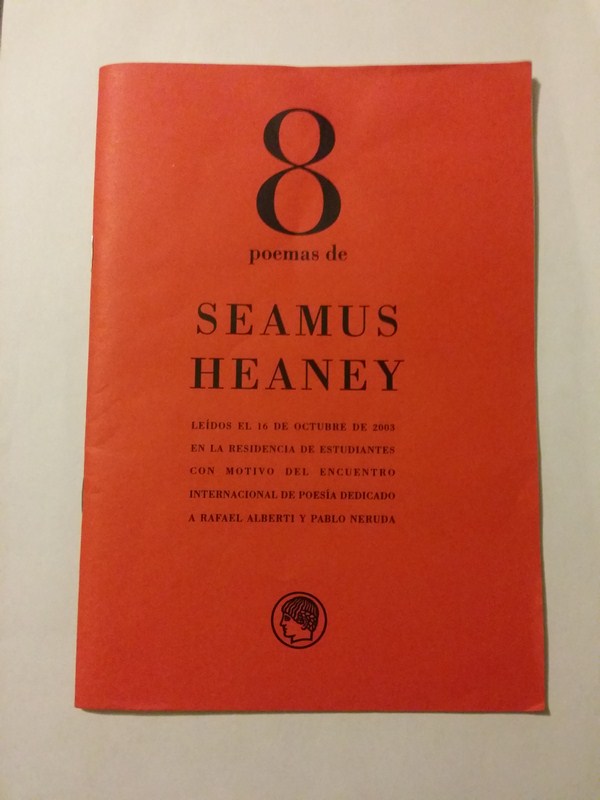 8
poemas de
SEAMUS
HEANEY
LEÍDOS EL 16 DE OCTUBRE DE 2003
EN LA RESIDENCIA DE ESTUDIANTES
CON MOTIVO DEL ENCUENTRO
INTERNACIONAL DE POESÍA DEDICADO
A RAFAEL ALBERTI Y PABLO NERUDA